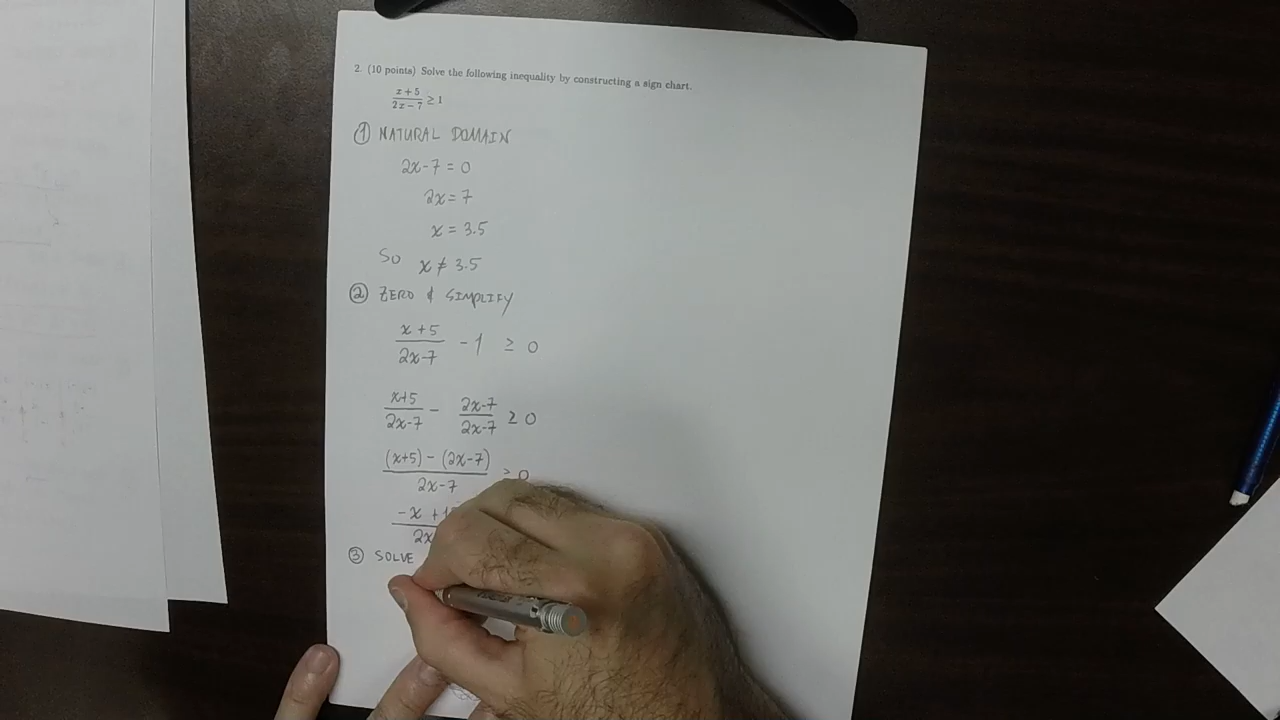 2. (10 points) Solve the following inequality by constructing a sign chart.
x + 5
2x − 7 ≥ 1
① NATURAL DOMAIN
2x-7 = 0
2x = 7
x = 3.5
So x ≠ 3.5
② ZERO & SIMPLIFY
x + 5
2x-7 - 1 ≥ 0
x+5 2x-7
2x-7 - 2x-7 ≥ 0
(x+5) - (2x-7)
2x-7 ≥ 0
-x +
2x
③ SOLVE